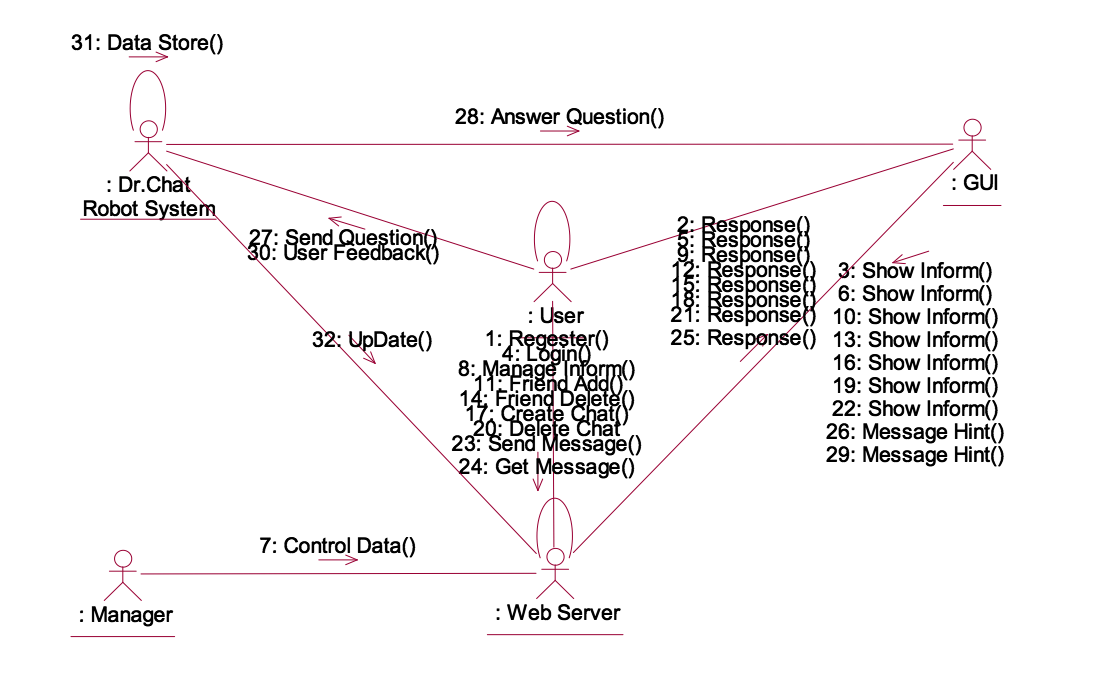 31: Data Store()
28: Answer Question()
: Dr.Chat
Robot System
: GUI
27: Send Question()
30: User Feedback()
2: Response()
5: Response()
9: Response()
12: Response()
15: Response()
18: Response()
21: Response()
25: Response()
3: Show Inform()
6: Show Inform()
10: Show Inform()
13: Show Inform()
16: Show Inform()
19: Show Inform()
22: Show Inform()
26: Message Hint()
29: Message Hint()
: User
32: UpDate()
1: Regester()
4: Login()
8: Manage Inform()
11: Friend Add()
14: Friend Delete()
17: Create Chat()
20: Delete Chat
23: Send Message()
24: Get Message()
7: Control Data()
: Manager
: Web Server